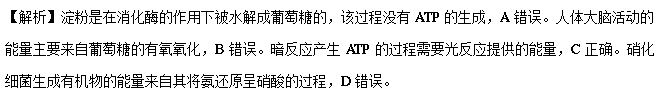 【解析】淀粉是在消化酶的作用下被水解成葡萄糖的，该过程没有 ATP 的生成，A 错误。人体大脑活动的
能量主要来自葡萄糖的有氧氧化，B 错误。暗反应产生 ATP 的过程需要光反应提供的能量，C 正确。硝化
细菌生成有机物的能量来自其将氨还原呈硝酸的过程，D 错误。